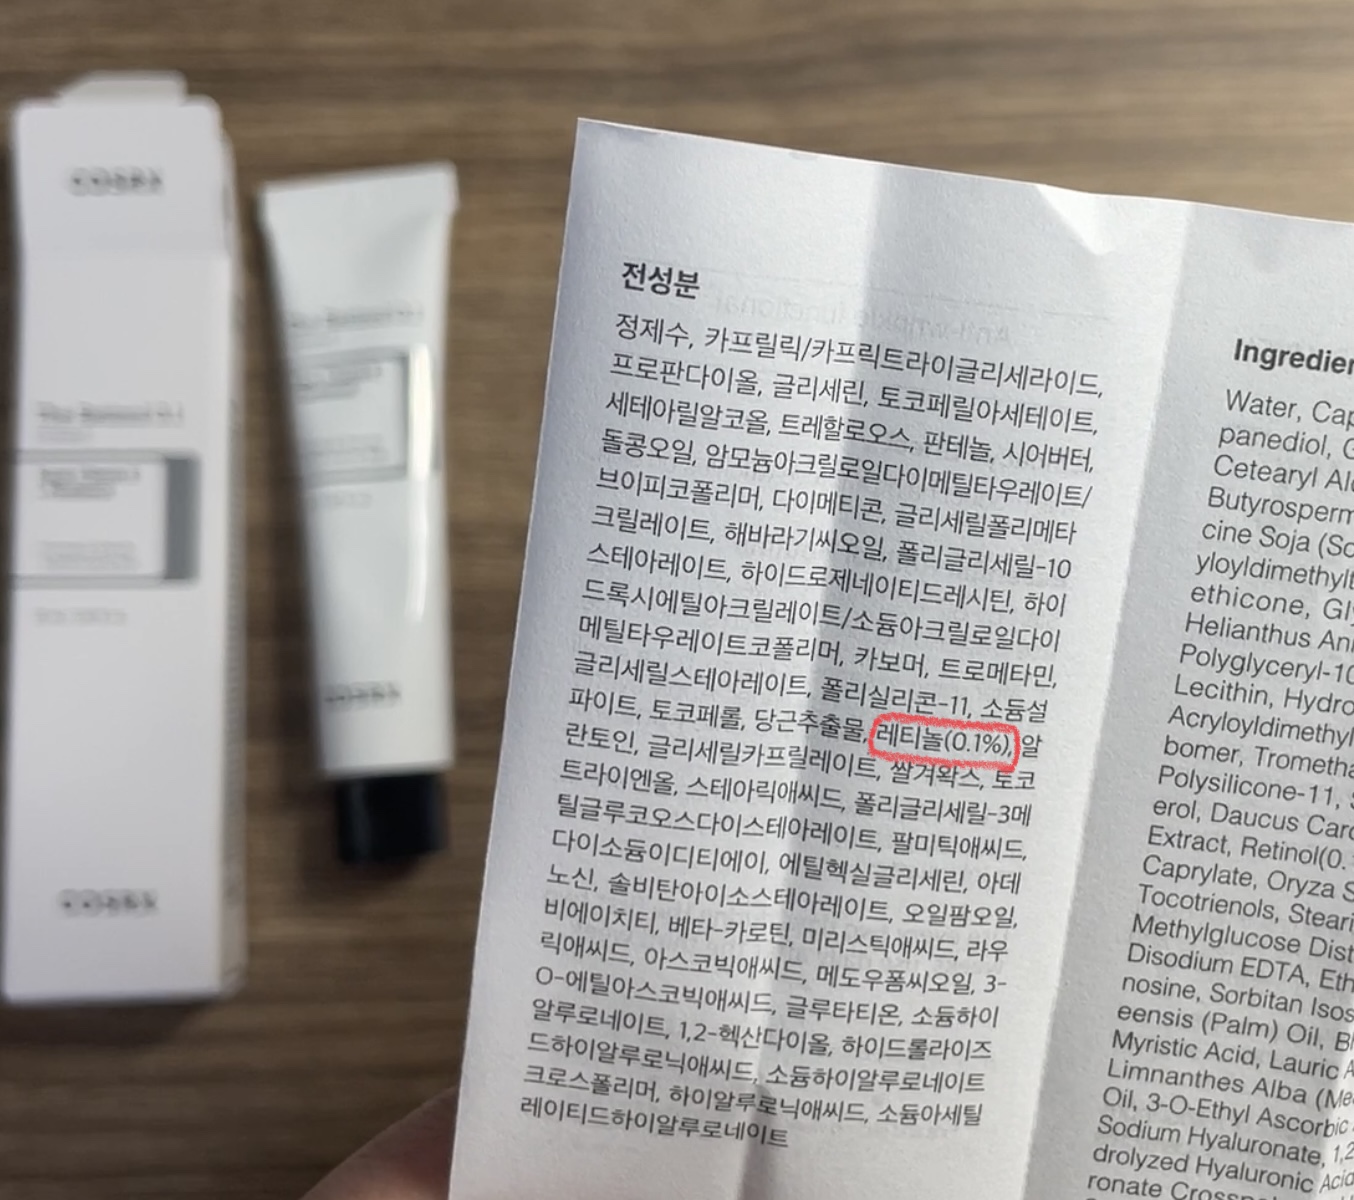 COSRX
The Retinol 0.1
COSRX
COSRX
전성분
정제수, 카프릴릭/카프릭트라이글리세라이드,
프로판다이올, 글리세린, 토코페릴아세테이트,
세테아릴알코올, 트레할로오스, 판테놀, 시어버터,
돌콩오일, 암모늄아크릴로일다이메틸타우레이트/
브이피코폴리머, 다이메티콘, 글리세릴폴리메타
크릴레이트, 해바라기씨오일, 폴리글리세릴-10
스테아레이트, 하이드로제네이티드레시틴, 하이
드록시에틸아크릴레이트/소듐아크릴로일다이
메틸타우레이트코폴리머, 카보머, 트로메타민,
글리세릴스테아레이트, 폴리실리콘-11, 소듐설
파이트, 토코페롤, 당근추출물, 레티놀(0.1%), 알
란토인, 글리세릴카프릴레이트, 쌀겨왁스, 토코
트라이엔올, 스테아릭애씨드, 폴리글리세릴-3메
틸글루코오스다이스테아레이트, 팔미틱애씨드,
다이소듐이디티에이, 에틸헥실글리세린, 아데
노신, 솔비탄아이소스테아레이트, 오일팜오일,
비에이치티, 베타-카로틴, 미리스틱애씨드, 라우
릭애씨드, 아스코빅애씨드, 메도우폼씨오일, 3-
O-에틸아스코빅애씨드, 글루타티온, 소듐하이
알루로네이트, 1,2-헥산다이올, 하이드롤라이즈
드하이알루로닉애씨드, 소듐하이알루로네이트
크로스폴리머, 하이알루로닉애씨드, 소듐아세틸
레이티드하이알루로네이트
Ingredien
Water, Cap
panediol, G
Cetearyl Alc
Butyrosperm
cine Soja (So
yloyldimethylt
ethicone, Gly
Helianthus Ann
Polyglyceryl-10
Lecithin, Hydro
Acryloyldimethyl
bomer, Trometha
Polysilicone-11, S
erol, Daucus Caro
Extract, Retinol(0.
Caprylate, Oryza S
Tocotrienols, Steari
Methylglucose Dist
Disodium EDTA, Eth
nosine, Sorbitan Isos
eensis (Palm) Oil, BH
Myristic Acid, Lauric A
Limnanthes Alba (Me
Oil, 3-O-Ethyl Ascorbic
Sodium Hyaluronate, 1,2
drolyzed Hyaluronic Acid
ronate Crossp